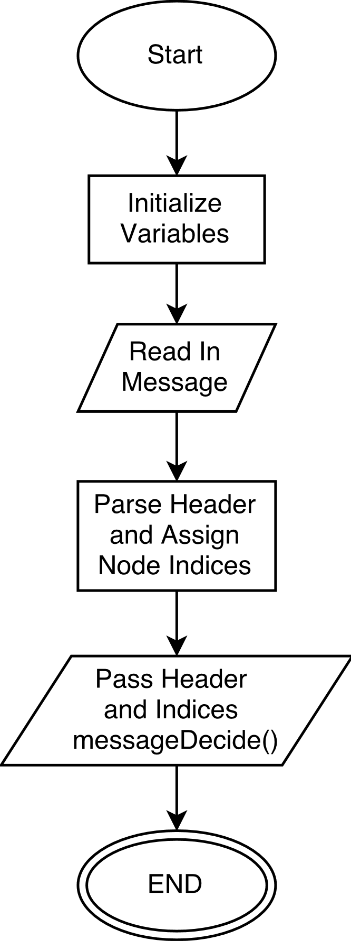 Start
Initialize
Variables
Read In
Message
Parse Header
and Assign
Node Indices
Pass Header
and Indices
messageDecide()
END